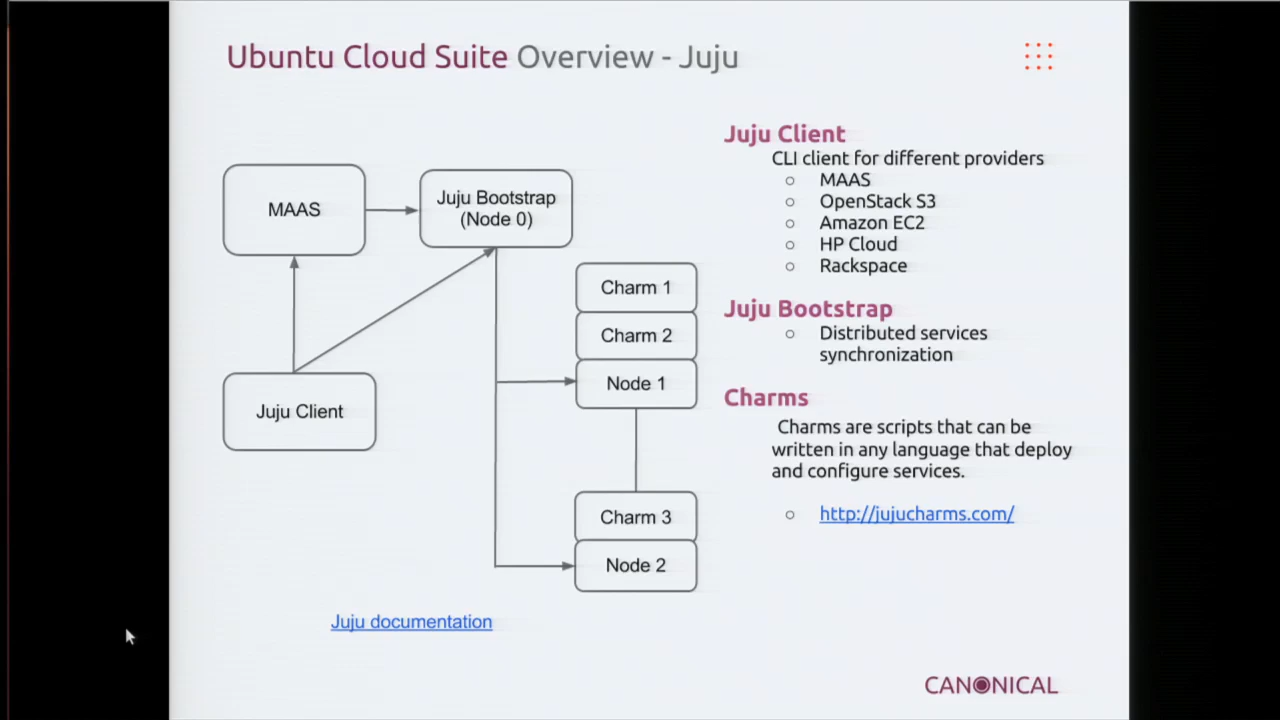 Ubuntu Cloud Suite Overview - Juju
MAAS
Juju Bootstrap
(Node 0)
Juju Client
Charm 1
Charm 2
Node 1
Charm 3
Node 2
Juju documentation
Juju Client
CLI client for different providers
MAAS
OpenStack S3
Amazon EC2
HP Cloud
Rackspace
Juju Bootstrap
Distributed services
synchronization
Charms
Charms are scripts that can be
written in any language that deploy
and configure services.
http://jujucharms.com/
CANONICAL